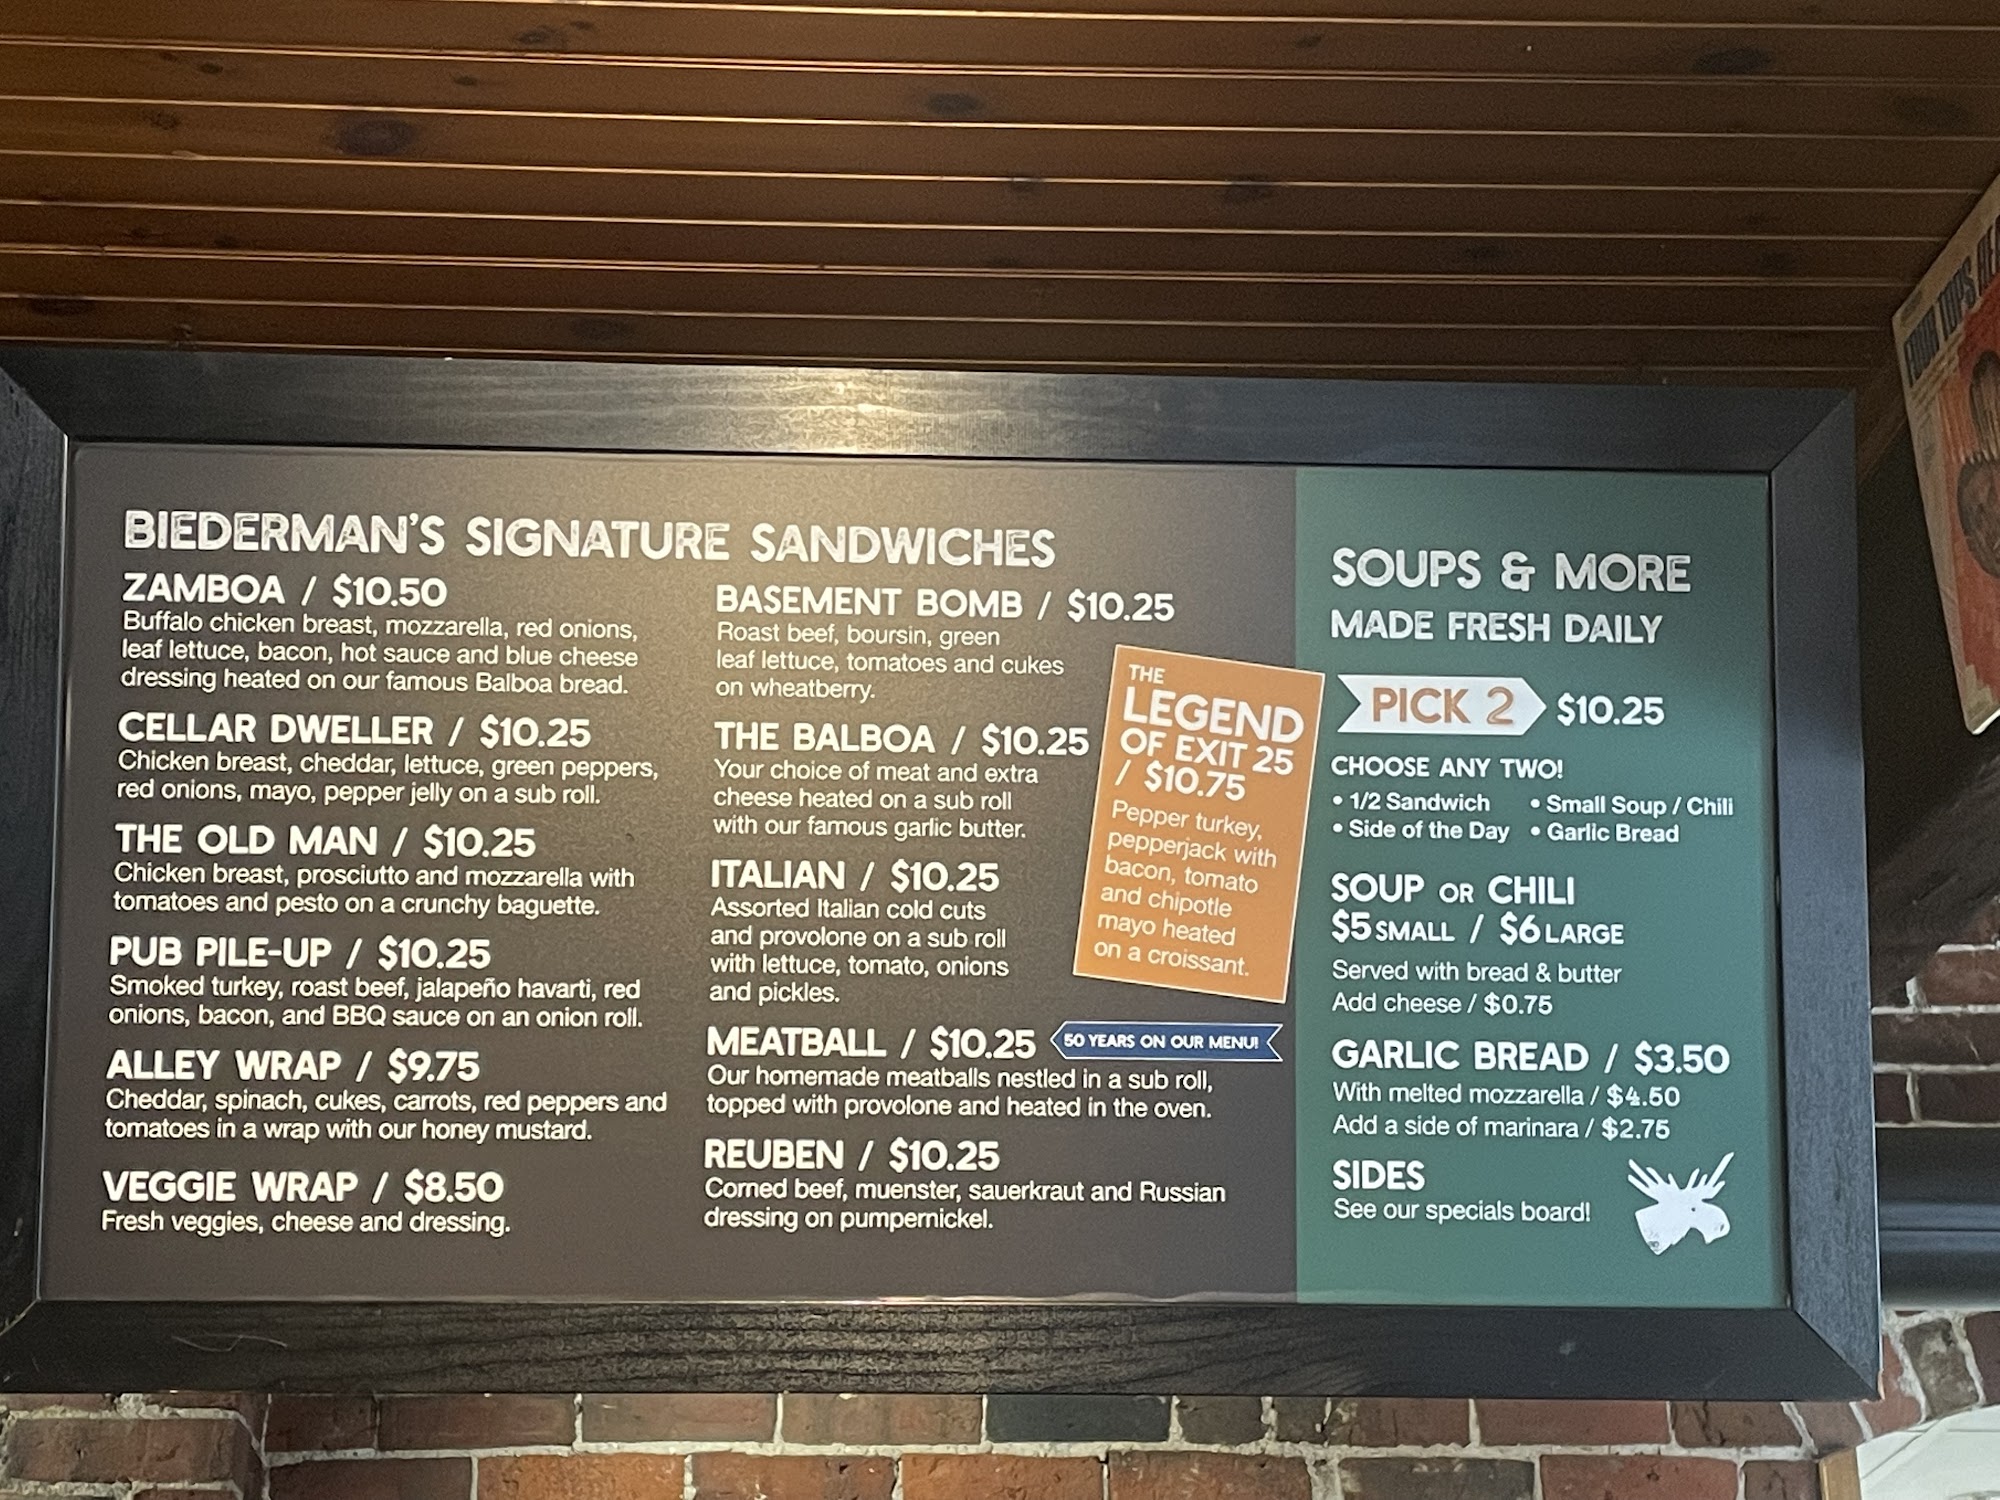 BIEDERMAN'S SIGNATURE SANDWICHES
ZAMBOA / $10.50
Buffalo chicken breast, mozzarella, red onions,
leaf lettuce, bacon, hot sauce and blue cheese
dressing heated on our famous Balboa bread.
CELLAR DWELLER / $10.25
Chicken breast, cheddar, lettuce, green peppers,
red onions, mayo, pepper jelly on a sub roll.
THE OLD MAN / $10.25
Chicken breast, prosciutto and mozzarella with
tomatoes and pesto on a crunchy baguette.
PUB PILE-UP / $10.25
Smoked turkey, roast beef, jalapeño havarti, red
onions, bacon, and BBQ sauce on an onion roll.
ALLEY WRAP / $9.75
Cheddar, spinach, cukes, carrots, red peppers and
tomatoes in a wrap with our honey mustard.
VEGGIE WRAP / $8.50
Fresh veggies, cheese and dressing.
BASEMENT BOMB / $10.25
Roast beef, boursin, green
leaf lettuce, tomatoes and cukes
on wheatberry.
THE BALBOA / $10.25
Your choice of meat and extra
cheese heated on a sub roll
with our famous garlic butter.
ITALIAN / $10.25
Assorted Italian cold cuts
and provolone on a sub roll
with lettuce, tomato, onions
and pickles.
MEATBALL / $10.25
50 YEARS ON OUR MENU!
Our homemade meatballs nestled in a sub roll,
topped with provolone and heated in the oven.
REUBEN / $10.25
Corned beef, muenster, sauerkraut and Russian
dressing on pumpernickel.
THE
LEGEND
OF EXIT 25
/ $10.75
Pepper turkey,
pepperjack with
bacon, tomato
and chipotle
mayo heated
on a croissant.
SOUPS & MORE
MADE FRESH DAILY
PICK 2 $10.25
CHOOSE ANY TWO!
• 1/2 Sandwich • Small Soup / Chili
• Side of the Day • Garlic Bread
SOUP OR CHILI
$5 SMALL / $6 LARGE
Served with bread & butter
Add cheese / $0.75
GARLIC BREAD / $3.50
With melted mozzarella / $4.50
Add a side of marinara / $2.75
SIDES
See our specials board!
FOUR TOPS